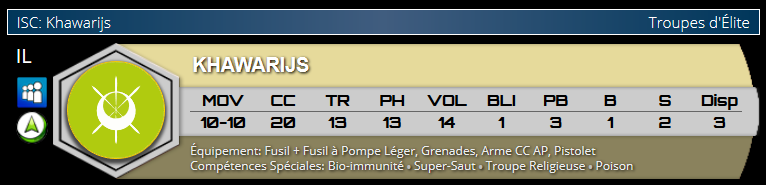 ISC: Khawarijs Troupes d'Élite
IL
KHAWARIJS
MOV CC TR PH VOL BLI PB B S Disp
10-10 20 13 13 14 1 3 1 2 3
Équipement: Fusil + Fusil à Pompe Léger, Grenades, Arme CC AP, Pistolet
Compétences Spéciales: Bio-immunité • Super-Saut • Troupe Religieuse • Poison